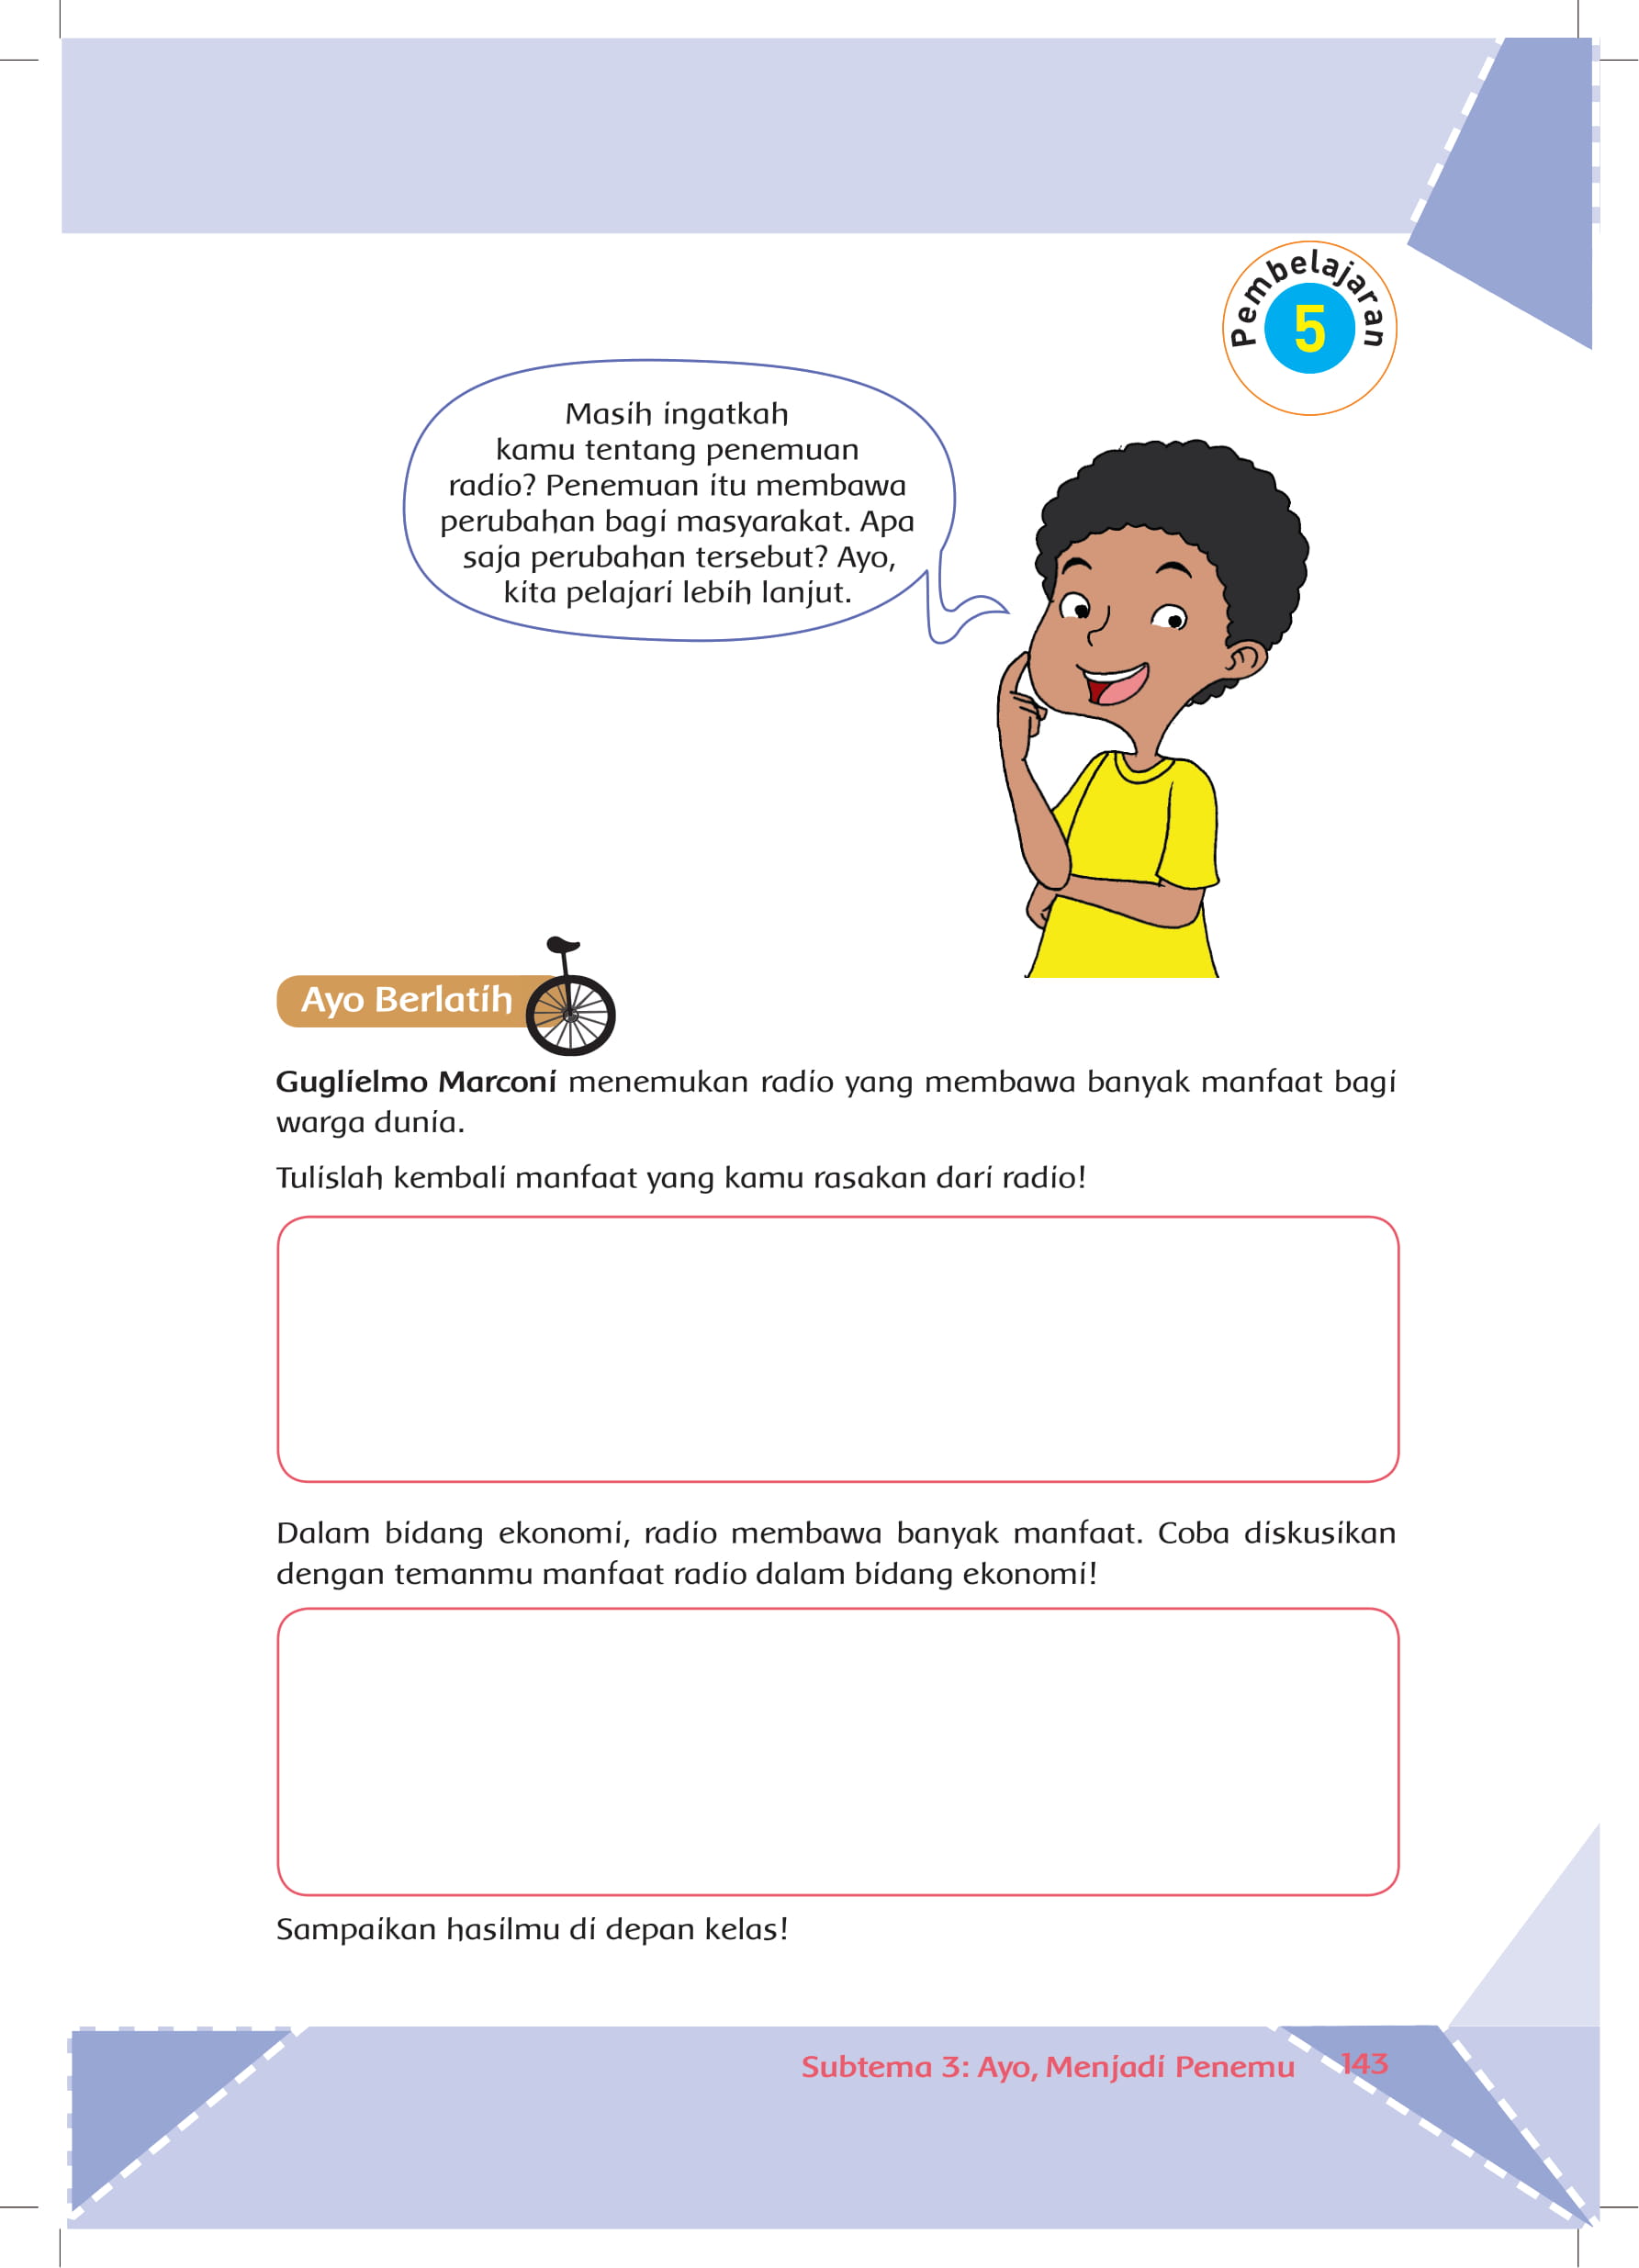 Pembelajaran
5
Masih ingatkah
kamu tentang penemuan
radio? Penemuan itu membawa
perubahan bagi masyarakat. Apa
saja perubahan tersebut? Ayo,
kita pelajari lebih lanjut.
Ayo Berlatih
Guglielmo Marconi menemukan radio yang membawa banyak manfaat bagi
warga dunia.
Tulislah kembali manfaat yang kamu rasakan dari radio!
Dalam bidang ekonomi, radio membawa banyak manfaat. Coba diskusikan
dengan temanmu manfaat radio dalam bidang ekonomi!
Sampaikan hasilmu di depan kelas!
Subtema 3: Ayo, Menjadi Penemu 143